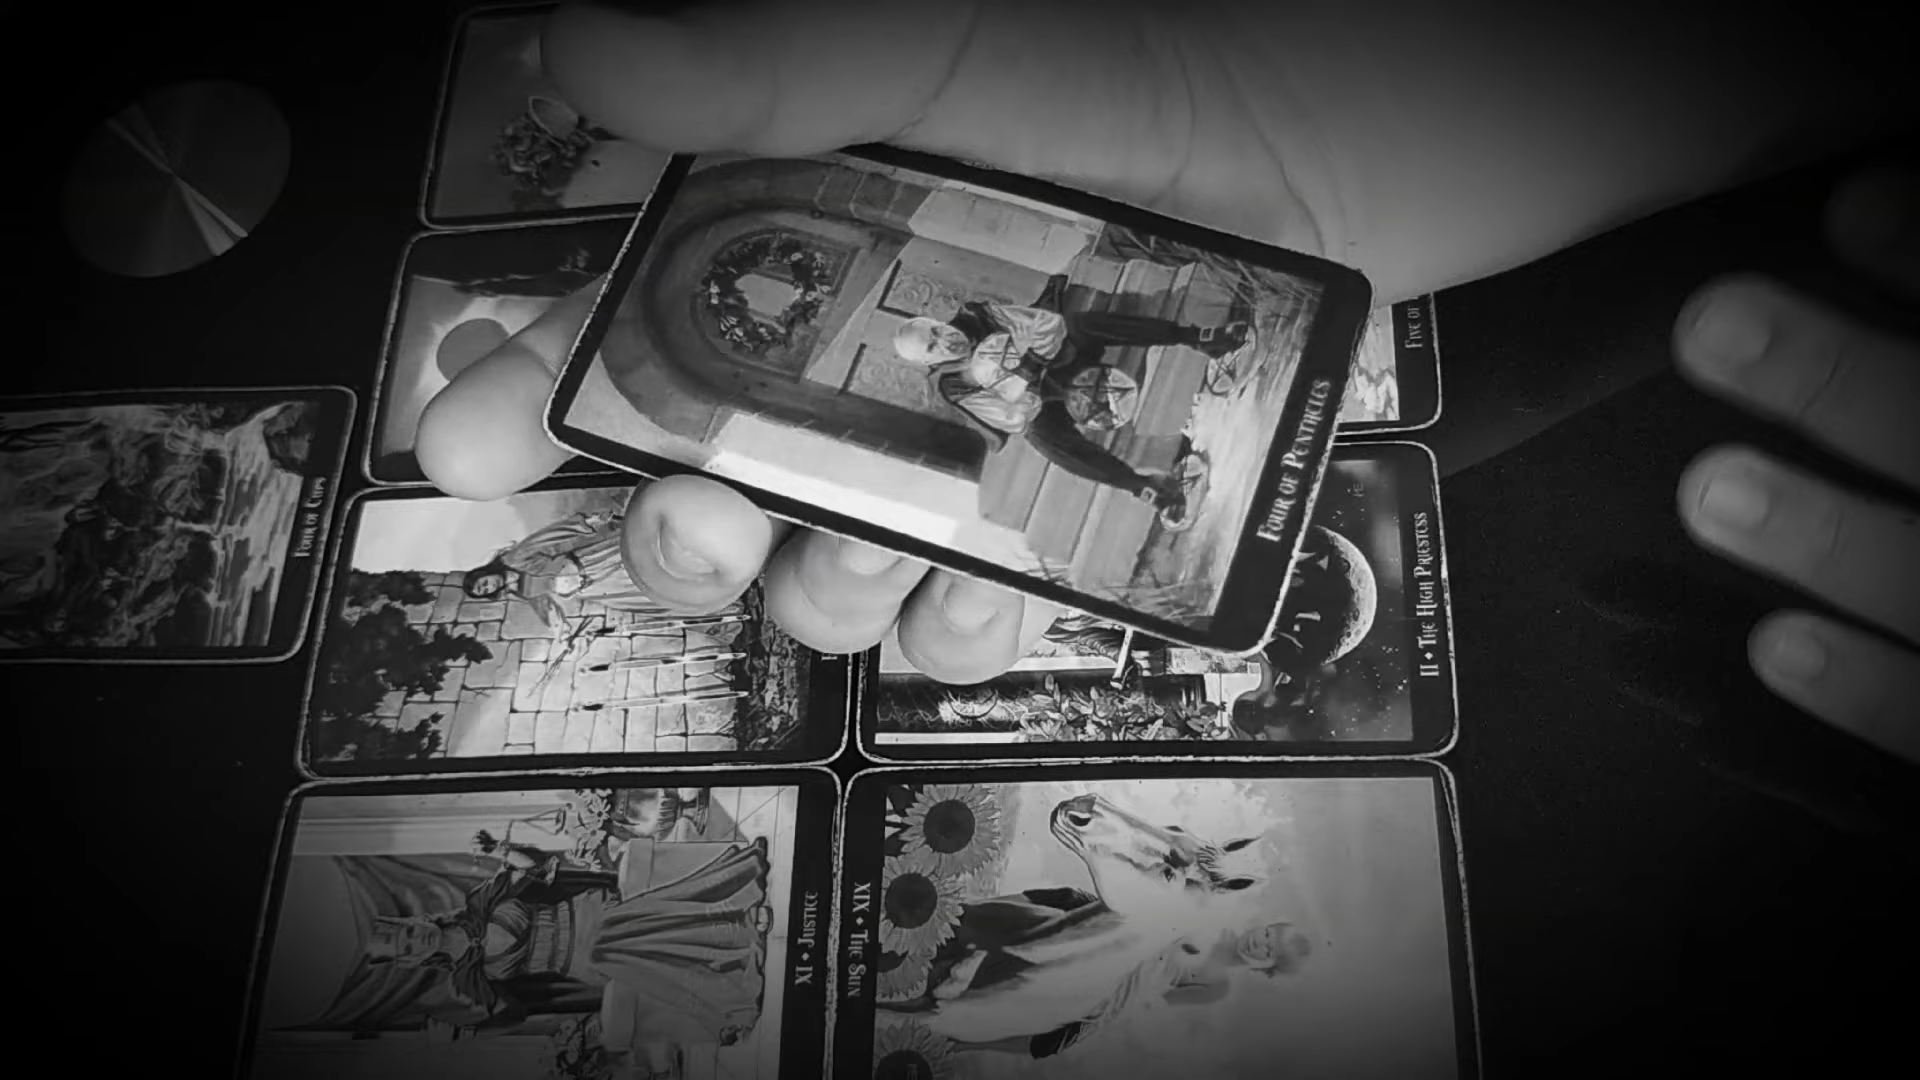 FIVE OF
FOUR OF PENTACLES
FOUR OF CUPS
II • THE HIGH PRIESTESS
XI • JUSTICE
XIX • THE SUN